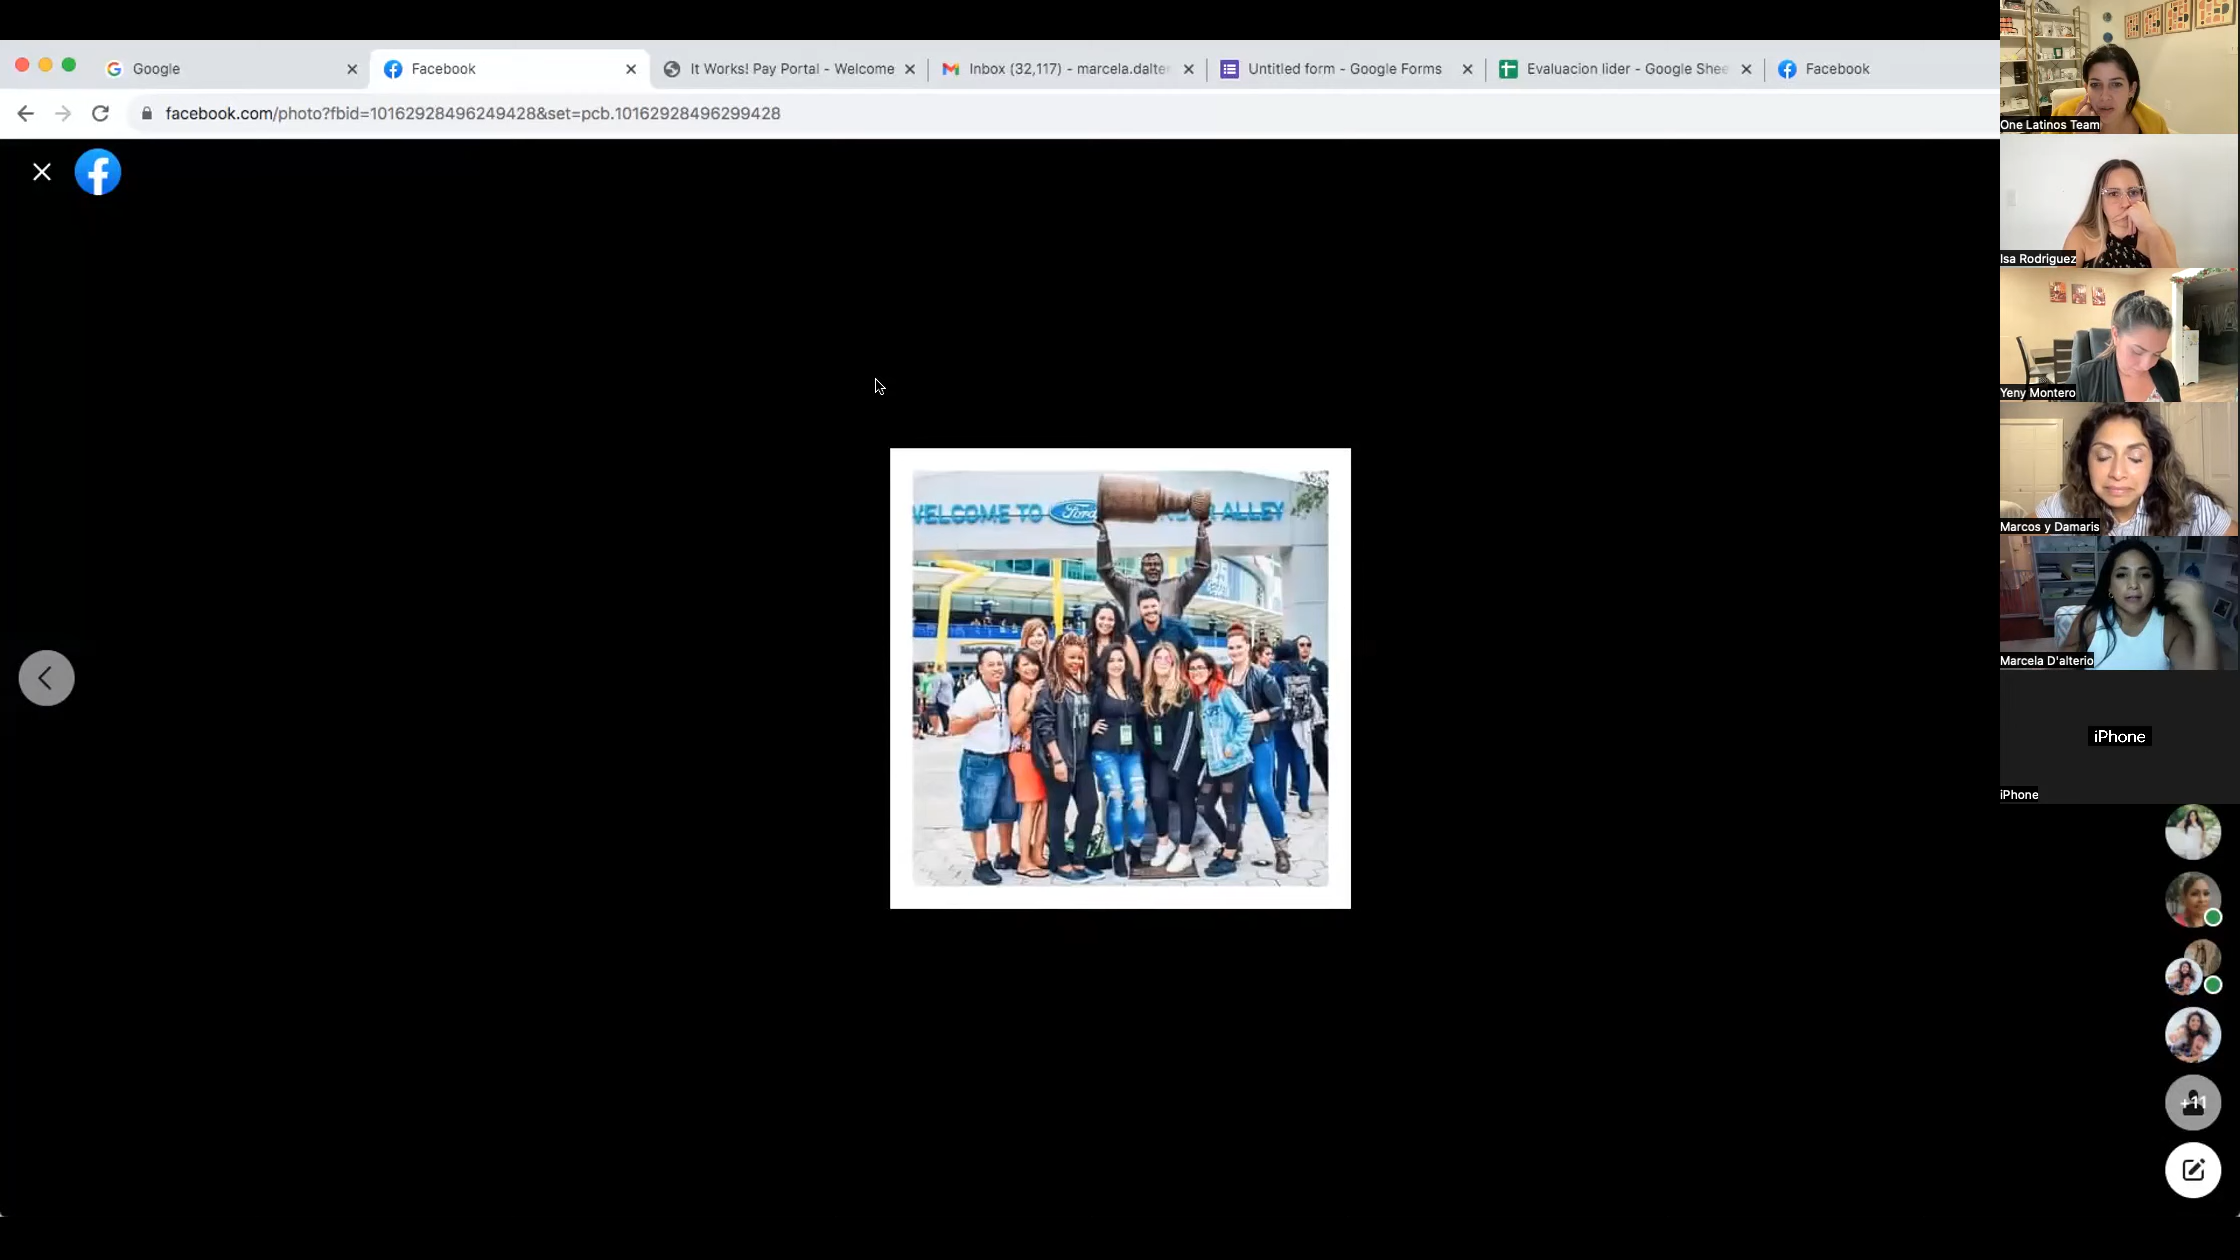 Google
Facebook
It Works! Pay Portal - Welcome
Inbox (32,117) - marcela.dalte
Untitled form - Google Forms
Evaluacion lider - Google Shee
Facebook
facebook.com/photo?fbid=10162928496249428&set=pcb.10162928496299428
WELCOME TO Ford ALLEY
One Latinos Team
Isa Rodriguez
Yeny Montero
Marcos y Damaris
Marcela D'alterio
iPhone
iPhone
+11